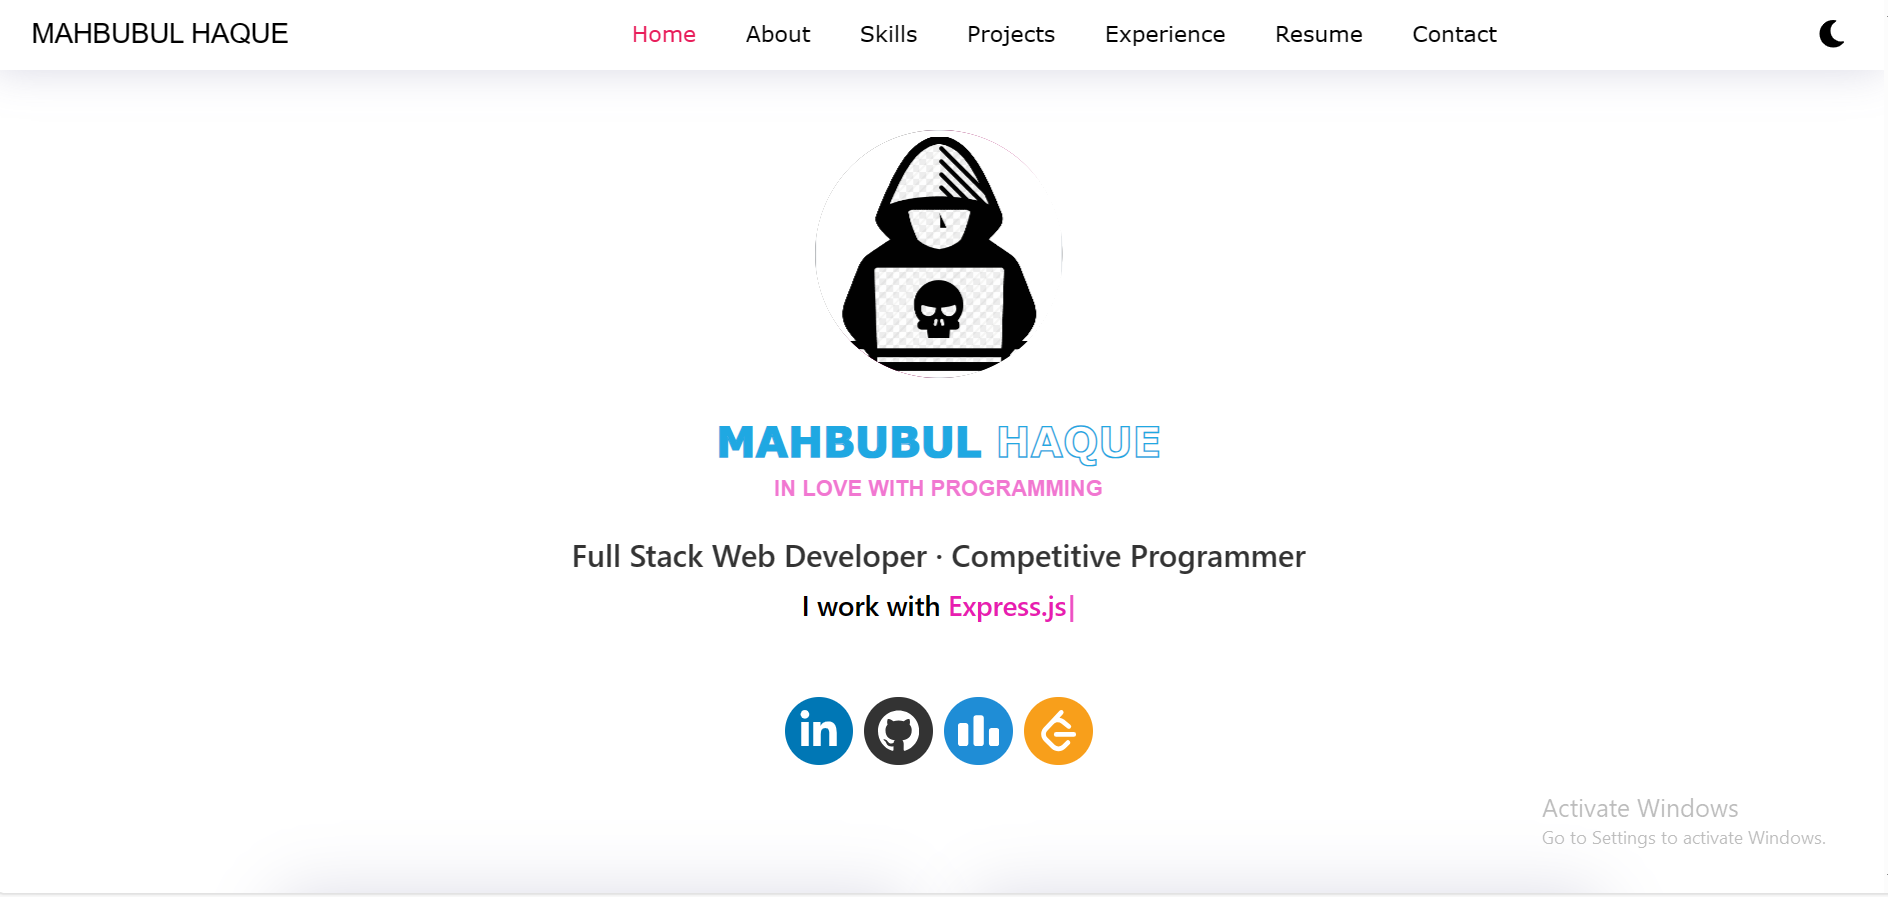 MAHBUBUL HAQUE
Home About Skills Projects Experience Resume Contact
MAHBUBUL HAQUE
IN LOVE WITH PROGRAMMING
Full Stack Web Developer · Competitive Programmer
I work with Express.js|
in
Activate Windows
Go to Settings to activate Windows.